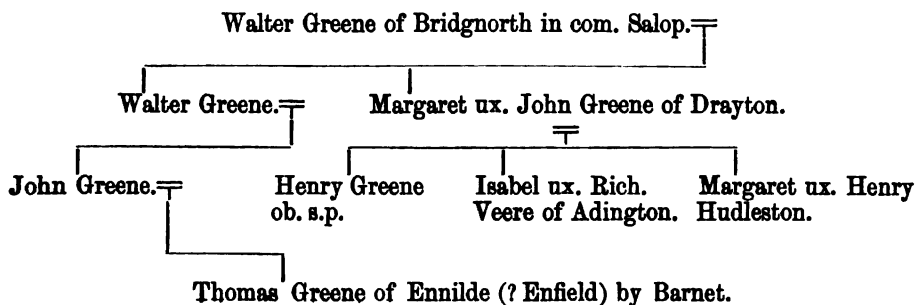 Walter Greene of Bridgnorth in com. Salop.
Walter Greene.
Margaret ux. John Greene of Drayton.
John Greene.
Henry Greene
ob. s.p.
Isabel ux. Rich.
Veere of Adington.
Margaret ux. Henry
Hudleston.
Thomas Greene of Ennilde (? Enfield) by Barnet.